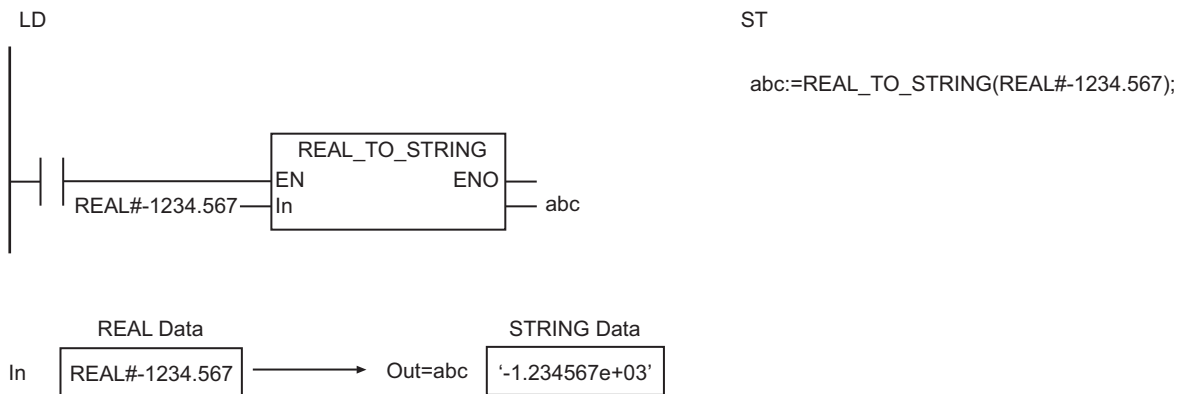 LD
ST
abc:=REAL_TO_STRING(REAL#-1234.567);
REAL_TO_STRING
EN ENO
REAL#-1234.567 In abc
REAL Data STRING Data
In REAL#-1234.567 Out=abc ‘-1.234567e+03’